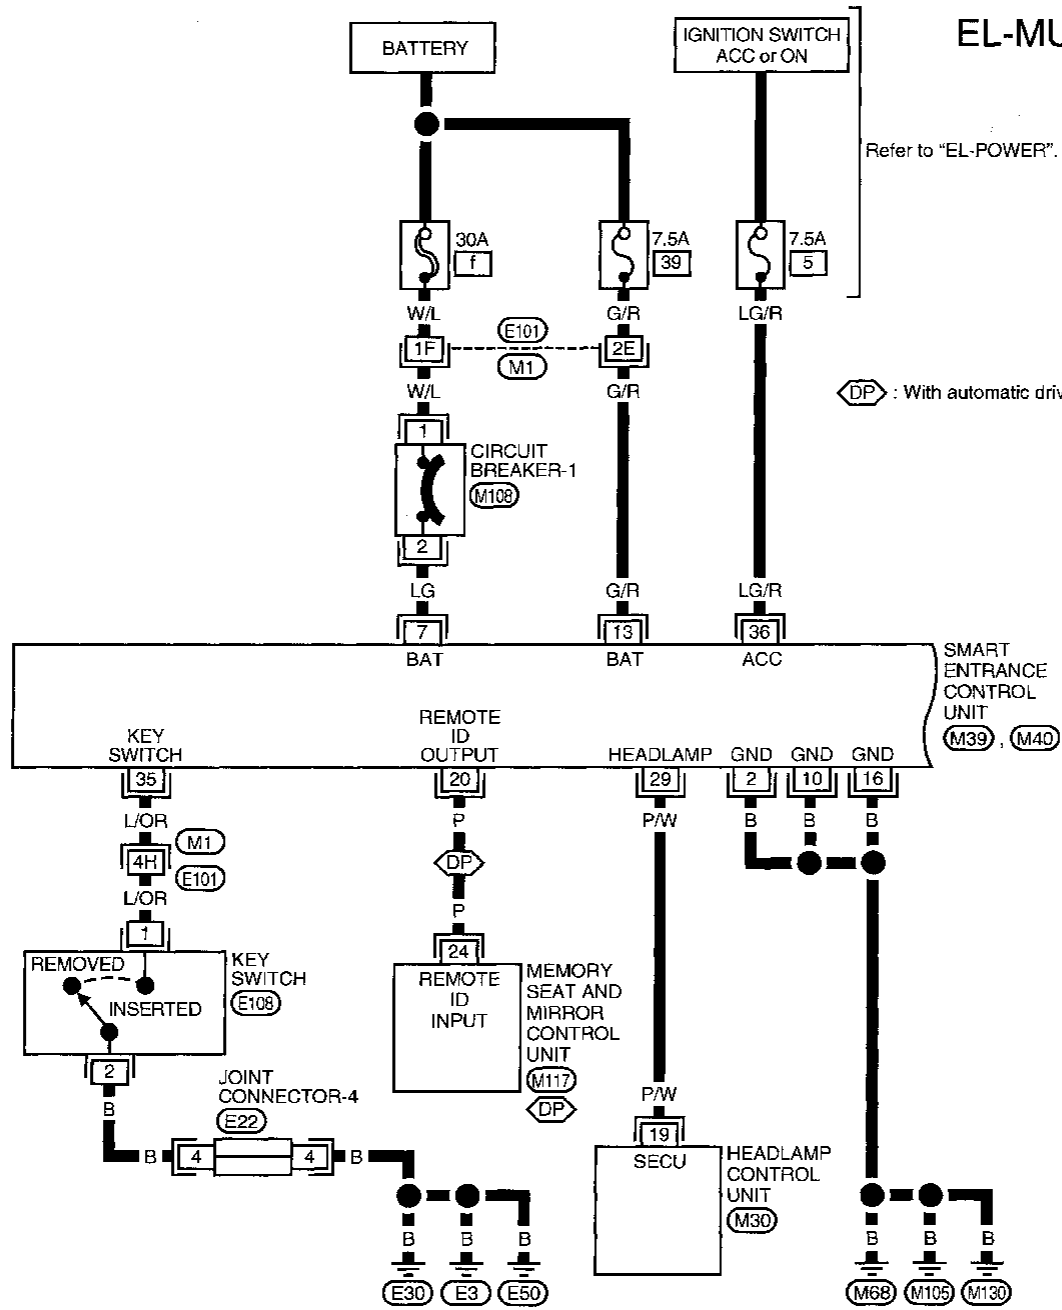 EL-MU
BATTERY
IGNITION SWITCH
ACC or ON
Refer to “EL-POWER”.
30A
f
7.5A
39
7.5A
5
W/L
G/R
LG/R
1F
E101
M1
2E
W/L
G/R
DP : With automatic driv
1
CIRCUIT
BREAKER-1
M108
2
LG
G/R
LG/R
7
13
36
BAT
BAT
ACC
SMART
ENTRANCE
CONTROL
UNIT
M39 , M40
KEY
SWITCH
REMOTE
ID
OUTPUT
HEADLAMP
GND
GND
GND
35
20
29
2
10
16
L/OR
P
P/W
B
B
B
4H
M1
E101
DP
L/OR
P
1
24
REMOVED
INSERTED
KEY
SWITCH
E108
REMOTE
ID
INPUT
MEMORY
SEAT AND
MIRROR
CONTROL
UNIT
M117
DP
2
B
JOINT
CONNECTOR-4
E22
B
4
4
B
P/W
19
SECU
HEADLAMP
CONTROL
UNIT
M30
B
B
B
B
B
B
E30
E3
E50
M68
M105
M130